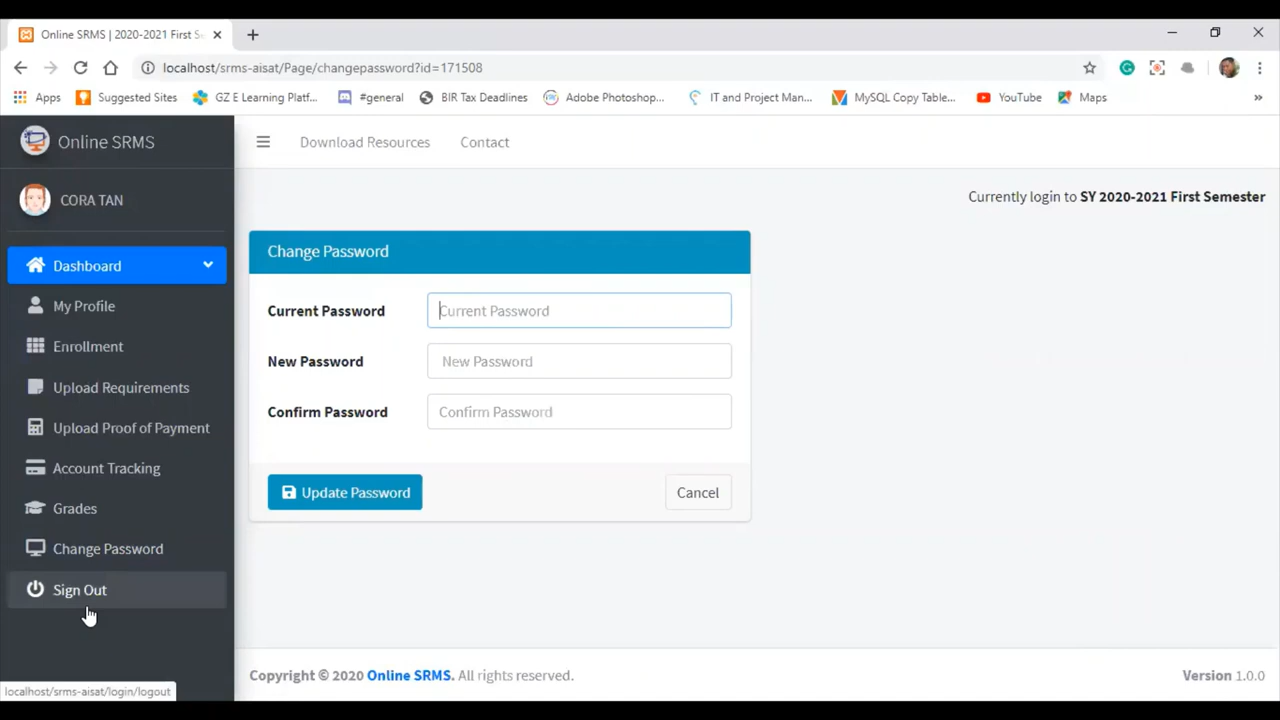 Online SRMS | 2020-2021 First S
localhost/srms-aisat/Page/changepassword?id=171508
Apps
Suggested Sites
GZ E Learning Platf...
#general
BIR Tax Deadlines
Adobe Photoshop...
IT and Project Man...
MySQL Copy Table...
YouTube
Maps
»
Online SRMS
Download Resources
Contact
CORA TAN
Currently login to SY 2020-2021 First Semester
Dashboard
My Profile
Enrollment
Upload Requirements
Upload Proof of Payment
Account Tracking
Grades
Change Password
Sign Out
Change Password
Current Password
Current Password
New Password
New Password
Confirm Password
Confirm Password
Update Password
Cancel
Copyright © 2020 Online SRMS. All rights reserved.
Version 1.0.0
localhost/srms-aisat/login/logout